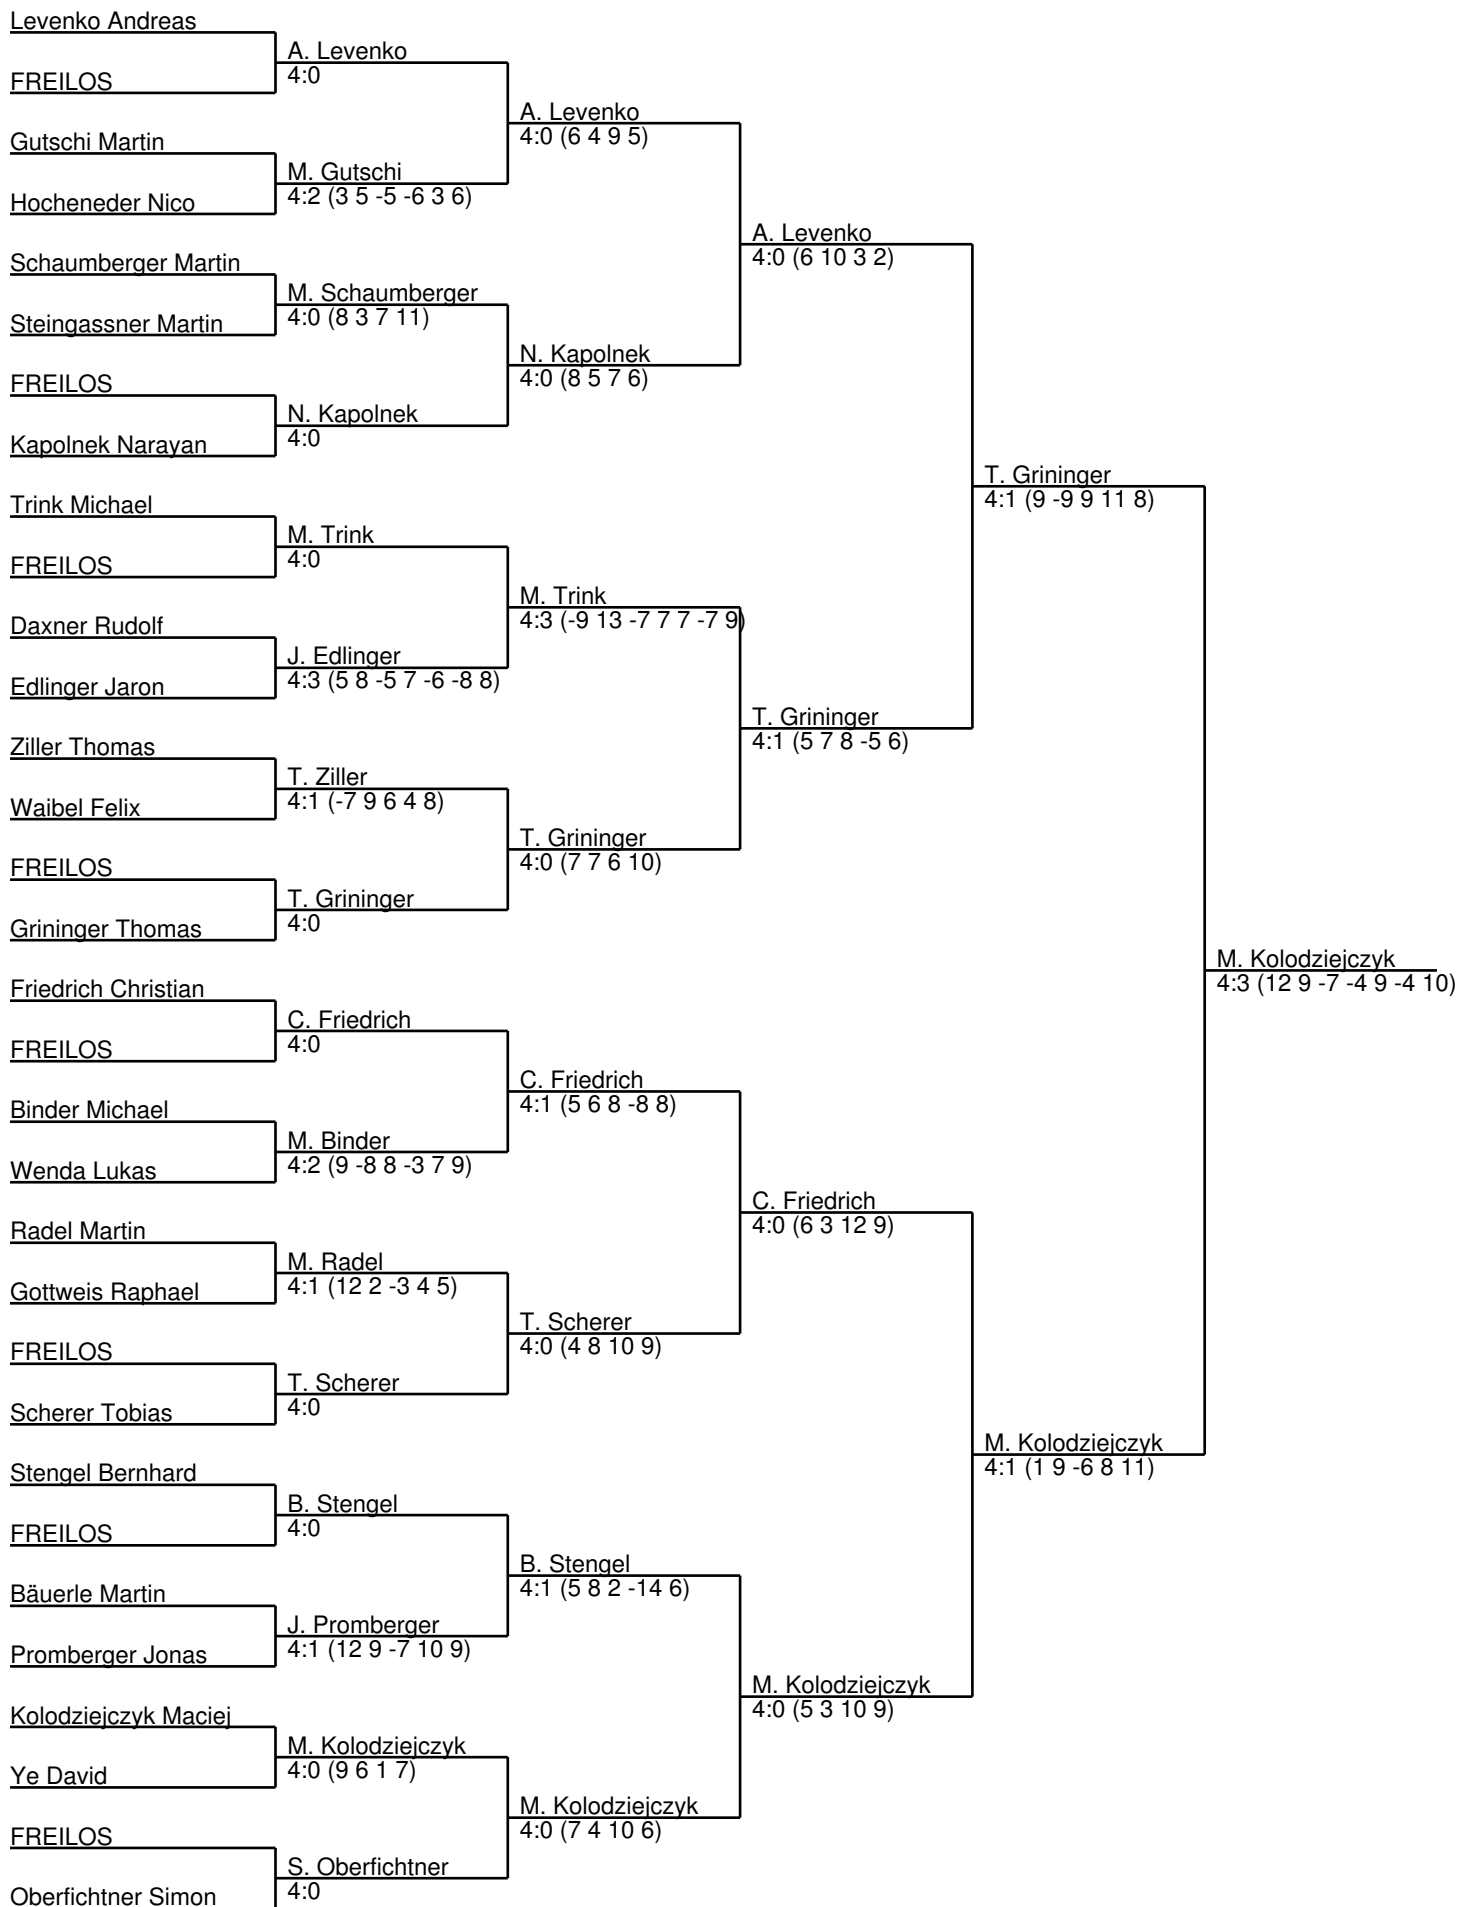 Levenko Andreas
FREILOS
Gutschi Martin
Hocheneder Nico
Schaumberger Martin
Steingassner Martin
FREILOS
Kapolnek Narayan
Trink Michael
FREILOS
Daxner Rudolf
Edlinger Jaron
Ziller Thomas
Waibel Felix
FREILOS
Grininger Thomas
Friedrich Christian
FREILOS
Binder Michael
Wenda Lukas
Radel Martin
Gottweis Raphael
FREILOS
Scherer Tobias
Stengel Bernhard
FREILOS
Bäuerle Martin
Promberger Jonas
Kolodziejczyk Maciej
Ye David
FREILOS
Oberfichtner Simon
A. Levenko
4:0
M. Gutschi
4:2 (3 5 -5 -6 3 6)
M. Schaumberger
4:0 (8 3 7 11)
N. Kapolnek
4:0
M. Trink
4:0
J. Edlinger
4:3 (5 8 -5 7 -6 -8 8)
T. Ziller
4:1 (-7 9 6 4 8)
T. Grininger
4:0
C. Friedrich
4:0
M. Binder
4:2 (9 -8 8 -3 7 9)
M. Radel
4:1 (12 2 -3 4 5)
T. Scherer
4:0
B. Stengel
4:0
J. Promberger
4:1 (12 9 -7 10 9)
M. Kolodziejczyk
4:0 (9 6 1 7)
S. Oberfichtner
4:0
A. Levenko
4:0 (6 4 9 5)
N. Kapolnek
4:0 (8 5 7 6)
M. Trink
4:3 (-9 13 -7 7 7 -7 9)
T. Grininger
4:0 (7 7 6 10)
C. Friedrich
4:1 (5 6 8 -8 8)
T. Scherer
4:0 (4 8 10 9)
B. Stengel
4:1 (5 8 2 -14 6)
M. Kolodziejczyk
4:0 (7 4 10 6)
A. Levenko
4:0 (6 10 3 2)
T. Grininger
4:1 (5 7 8 -5 6)
C. Friedrich
4:0 (6 3 12 9)
M. Kolodziejczyk
4:0 (5 3 10 9)
T. Grininger
4:1 (9 -9 9 11 8)
M. Kolodziejczyk
4:1 (1 9 -6 8 11)
M. Kolodziejczyk
4:3 (12 9 -7 -4 9 -4 10)